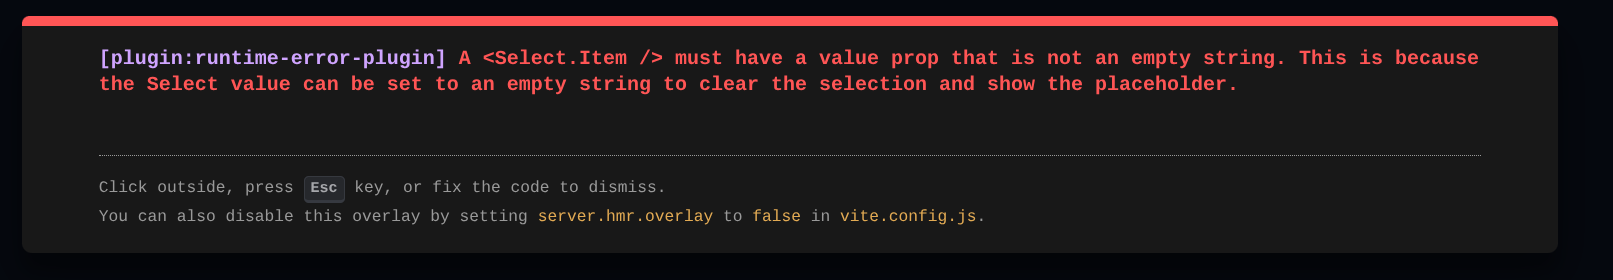 [plugin:runtime-error-plugin] A <Select.Item /> must have a value prop that is not an empty string. This is because
the Select value can be set to an empty string to clear the selection and show the placeholder.
Click outside, press Esc key, or fix the code to dismiss.
You can also disable this overlay by setting server.hmr.overlay to false in vite.config.js.